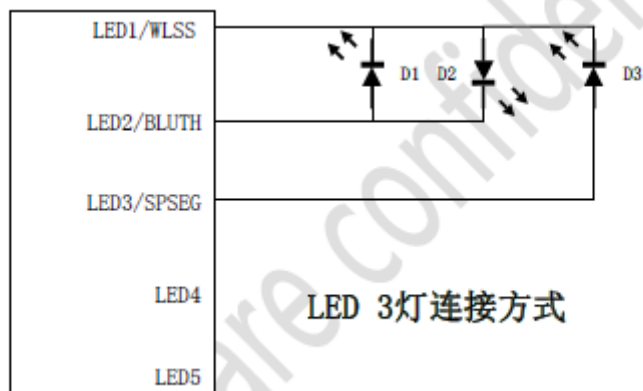 LED1/WLSS
D1 D2 D3
LED2/BLUTH
LED3/SPSEG
LED4
LED 3灯连接方式
LED5